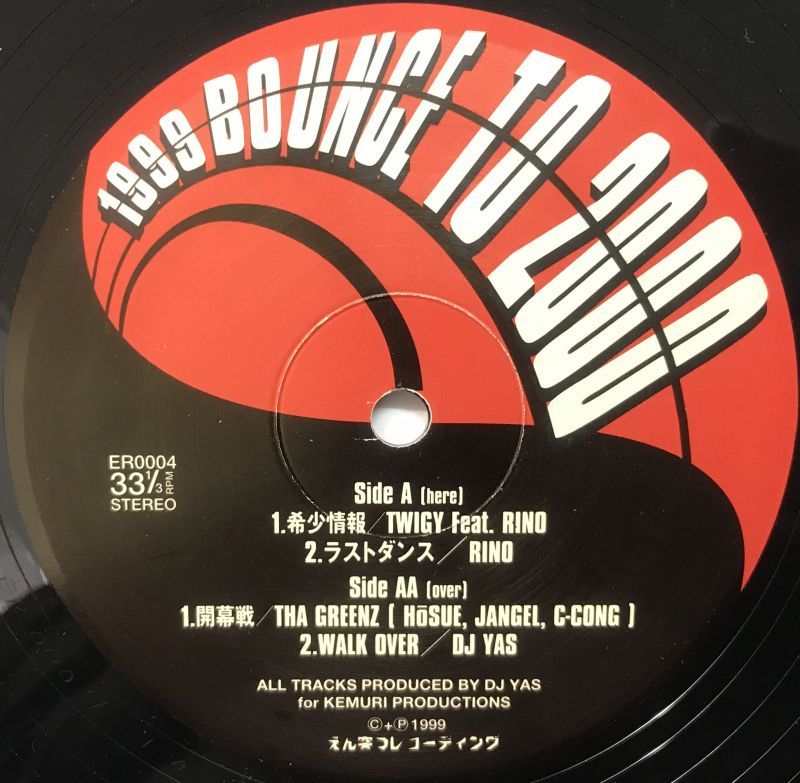 1999 BOUNCE TO 2000
ER0004
33 1/3 RPM
STEREO
Side A (here)
1.希少情報／TWIGY Feat. RINO
2.ラストダンス／ RINO
Side AA (over)
1.開幕戦／THA GREENZ ( HōSUE, JANGEL, C-CONG )
2.WALK OVER／ DJ YAS
ALL TRACKS PRODUCED BY DJ YAS
for KEMURI PRODUCTIONS
©+℗1999
えん突つレコーディング